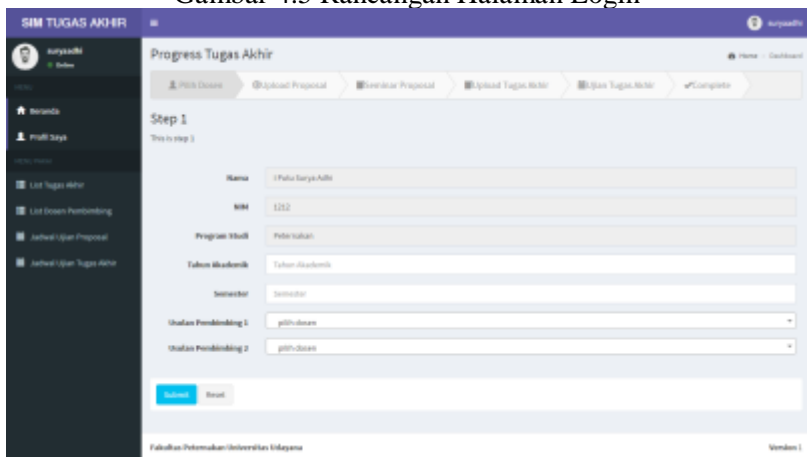 Gambar 4.3 Rancangan Halaman Login
SIM TUGAS AKHIR
suryaadhi
suryaadhi
Online
Progress Tugas Akhir
Home
Dashboard
MENU
Pilih Dosen
Upload Proposal
Seminar Proposal
Upload Tugas Akhir
Ujian Tugas Akhir
Complete
Beranda
Profil Saya
Step 1
This is step 1
List Tugas Akhir
List Dosen Pembimbing
Jadwal Ujian Proposal
Jadwal Ujian Tugas Akhir
Nama
I Putu Surya Adhi
NIM
1212
Program Studi
Peternakan
Tahun Akademik
Tahun Akademik
Semester
Semester
Usulan Pembimbing 1
pilih dosen
Usulan Pembimbing 2
pilih dosen
Submit
Reset
Fakultas Peternakan Universitas Udayana
Version 1